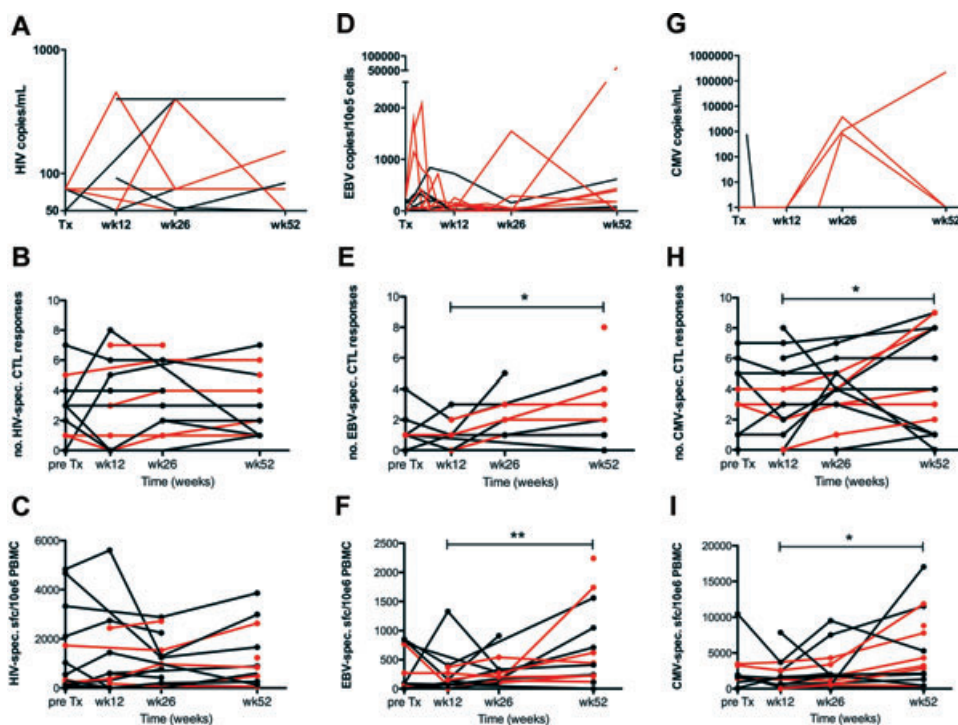 A
HIV copies/mL
1000
100
50
Tx wk12 wk26 wk52
D
EBV copies/10e5 cells
100000
50000
2000
1000
0
Tx wk12 wk26 wk52
G
CMV copies/mL
1000000
100000
10000
1000
100
10
1
Tx wk12 wk26 wk52
B
no. HIV-spec. CTL responses
10
8
6
4
2
0
pre Tx wk12 wk26 wk52
Time (weeks)
E
no. EBV-spec. CTL responses
10
8
6
4
2
0
*
pre Tx wk12 wk26 wk52
Time (weeks)
H
no. CMV-spec. CTL responses
10
8
6
4
2
0
*
pre Tx wk12 wk26 wk52
Time (weeks)
C
HIV-spec. sfc/10e6 PBMC
6000
4000
2000
0
pre Tx wk12 wk26 wk52
Time (weeks)
F
EBV-spec. sfc/10e6 PBMC
2500
2000
1500
1000
500
0
**
pre Tx wk12 wk26 wk52
Time (weeks)
I
CMV-spec. sfc/10e6 PBMC
20000
15000
10000
5000
0
*
pre Tx wk12 wk26 wk52
Time (weeks)